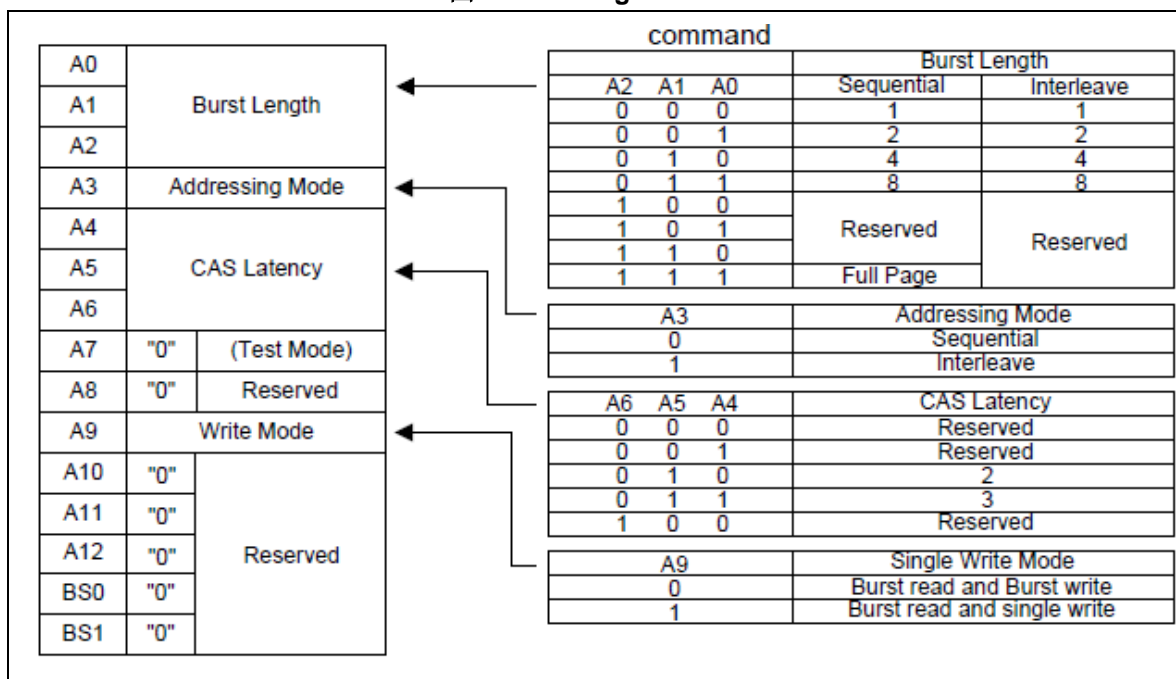 command
A0
A1
A2
Burst Length
A3 Addressing Mode
A4
A5
A6
CAS Latency
A7 "0" (Test Mode)
A8 "0" Reserved
A9 Write Mode
A10 "0"
A11 "0"
A12 "0"
BS0 "0"
BS1 "0"
Reserved
Burst Length
A2 A1 A0 Sequential Interleave
0 0 0 1 1
0 0 1 2 2
0 1 0 4 4
0 1 1 8 8
1 0 0
1 0 1 Reserved
1 1 0
Reserved
1 1 1 Full Page
A3 Addressing Mode
0 Sequential
1 Interleave
A6 A5 A4 CAS Latency
0 0 0 Reserved
0 0 1 Reserved
0 1 0 2
0 1 1 3
1 0 0 Reserved
A9 Single Write Mode
0 Burst read and Burst write
1 Burst read and single write